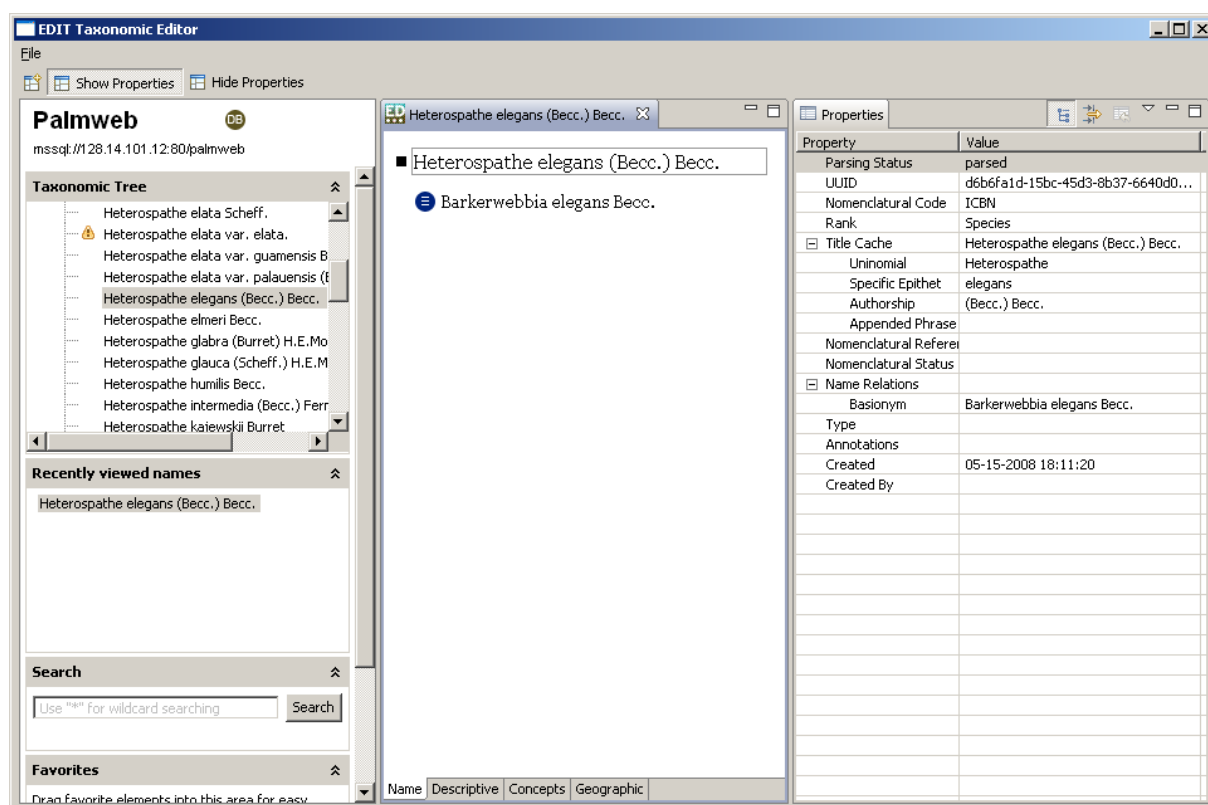 EDIT Taxonomic Editor
File
Show Properties Hide Properties
Palmweb DB
mssql://128.14.101.12:80/palmweb
Taxonomic Tree
Heterospathe elata Scheff.
Heterospathe elata var. elata.
Heterospathe elata var. guamensis B
Heterospathe elata var. palauensis (B
Heterospathe elegans (Becc.) Becc.
Heterospathe elmeri Becc.
Heterospathe glabra (Burret) H.E.Mo
Heterospathe glauca (Scheff.) H.E.M
Heterospathe humilis Becc.
Heterospathe intermedia (Becc.) Ferr
Heterospathe kajewskii Burret
Recently viewed names
Heterospathe elegans (Becc.) Becc.
Search
Use "*" for wildcard searching Search
Favorites
Drag favorite elements into this area for easy
ED Heterospathe elegans (Becc.) Becc.
Heterospathe elegans (Becc.) Becc.
Barkerwebbia elegans Becc.
Name Descriptive Concepts Geographic
Properties
Property Value
Parsing Status parsed
UUID d6b6fa1d-15bc-45d3-8b37-6640d0...
Nomenclatural Code ICBN
Rank Species
Title Cache Heterospathe elegans (Becc.) Becc.
Uninomial Heterospathe
Specific Epithet elegans
Authorship (Becc.) Becc.
Appended Phrase
Nomenclatural Referen
Nomenclatural Status
Name Relations
Basionym Barkerwebbia elegans Becc.
Type
Annotations
Created 05-15-2008 18:11:20
Created By